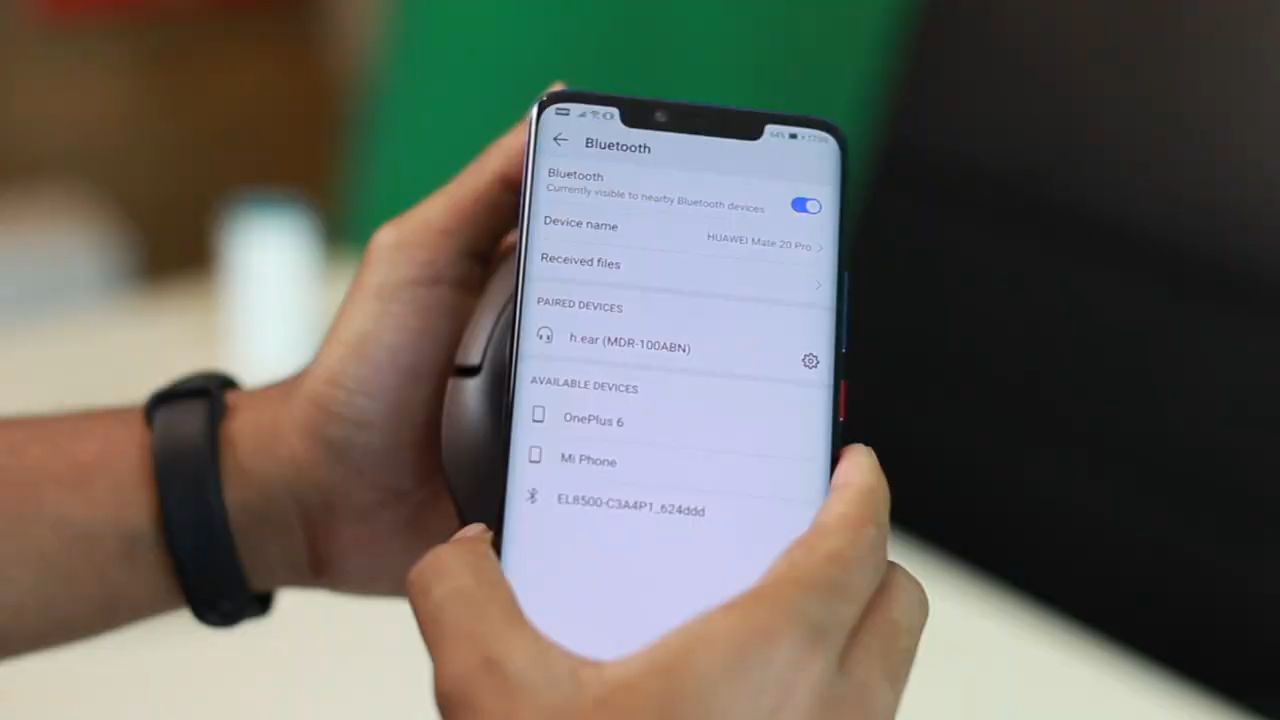 64%
Bluetooth
Bluetooth
Currently visible to nearby Bluetooth devices
Device name HUAWEI Mate 20 Pro
Received files
PAIRED DEVICES
h.ear (MDR-100ABN)
AVAILABLE DEVICES
OnePlus 6
Mi Phone
EL8500-C3A4P1_624ddd